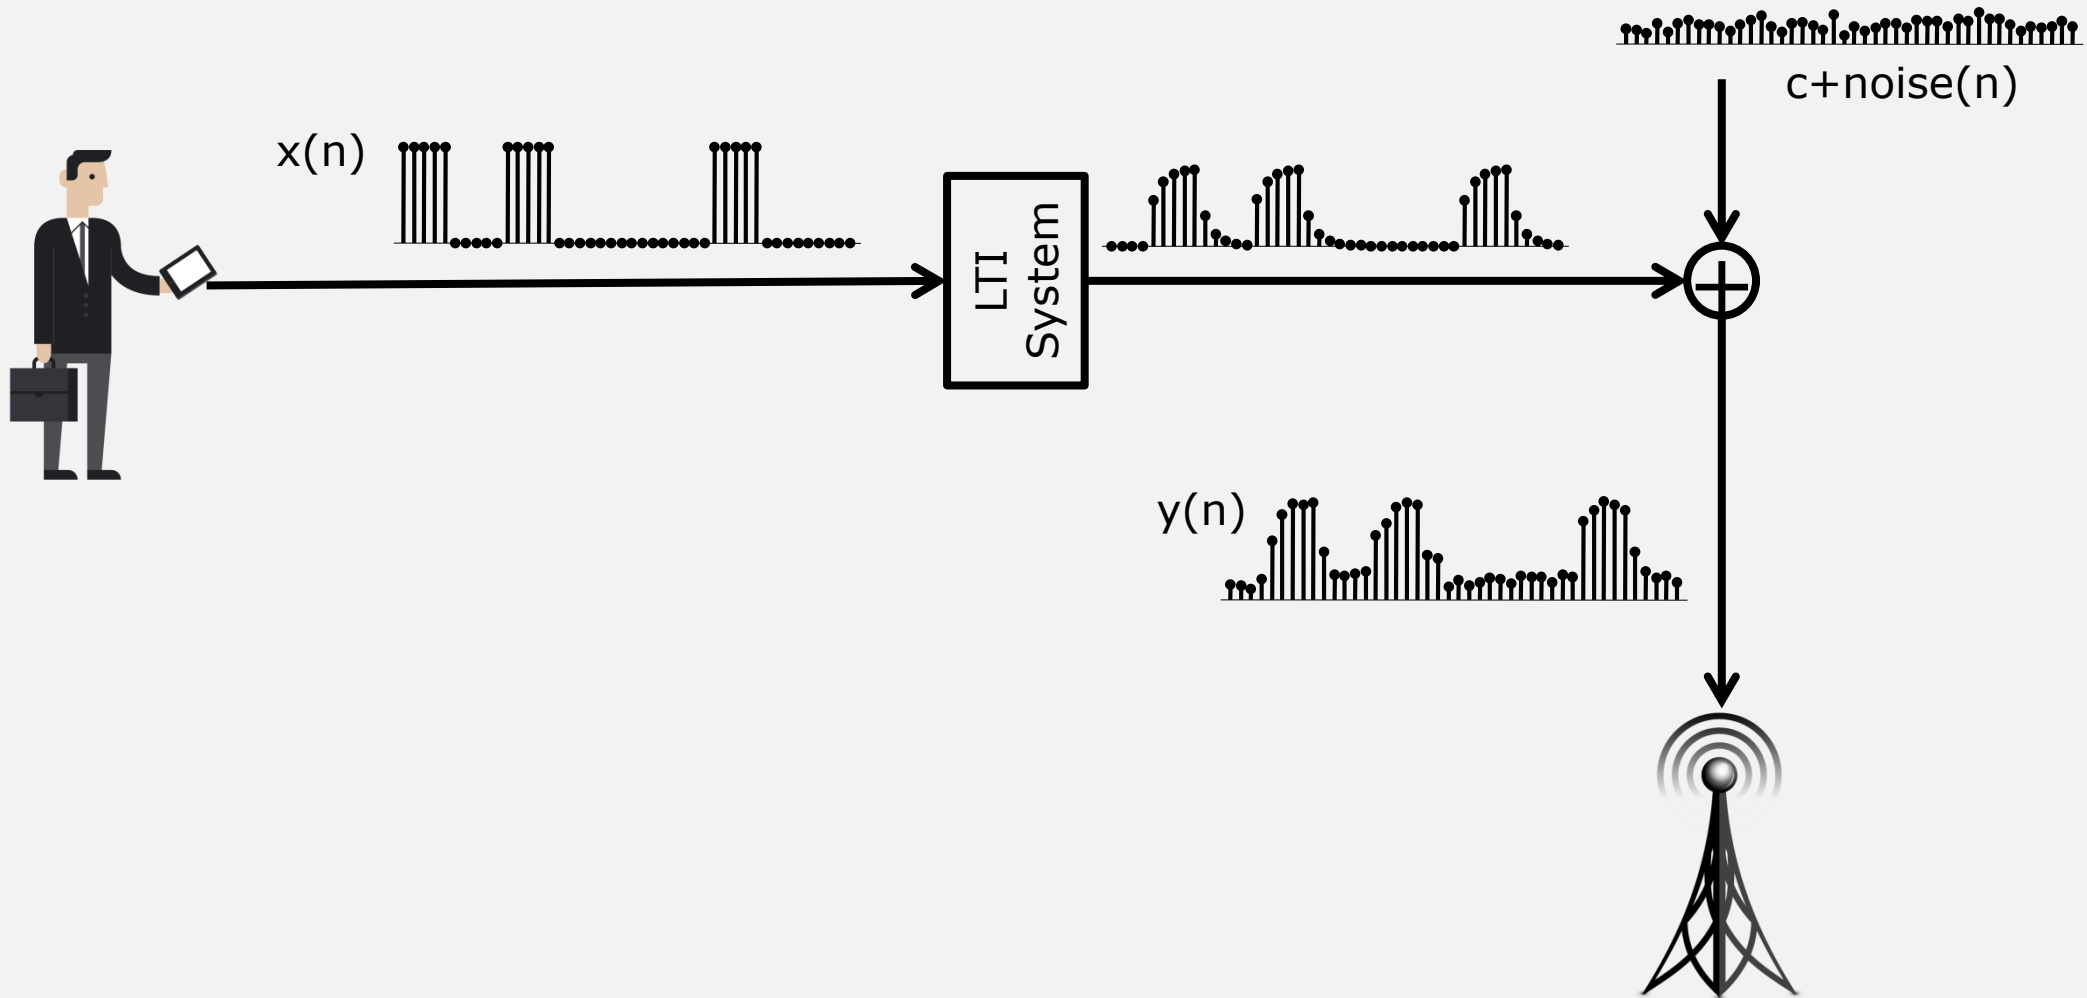 c+noise(n)
x(n)
LTI
System
y(n)